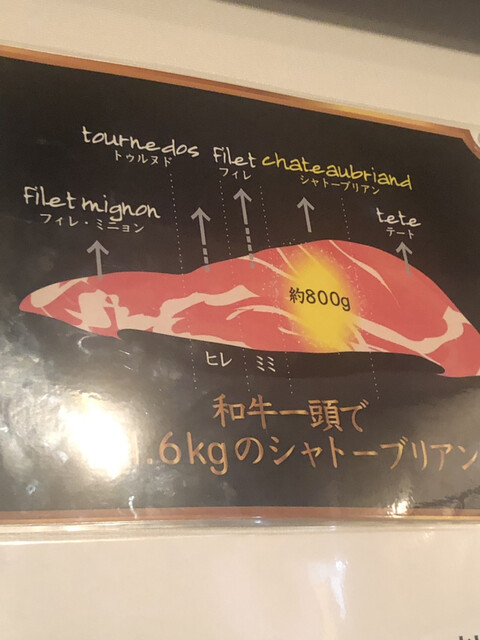 tournedos
トゥルヌド
filet
フィレ
chateaubriand
シャトーブリアン
filet mignon
フィレ・ミニョン
tete
テート
約800g
ヒレ
ミミ
和牛一頭で
1.6kgのシャトーブリアン